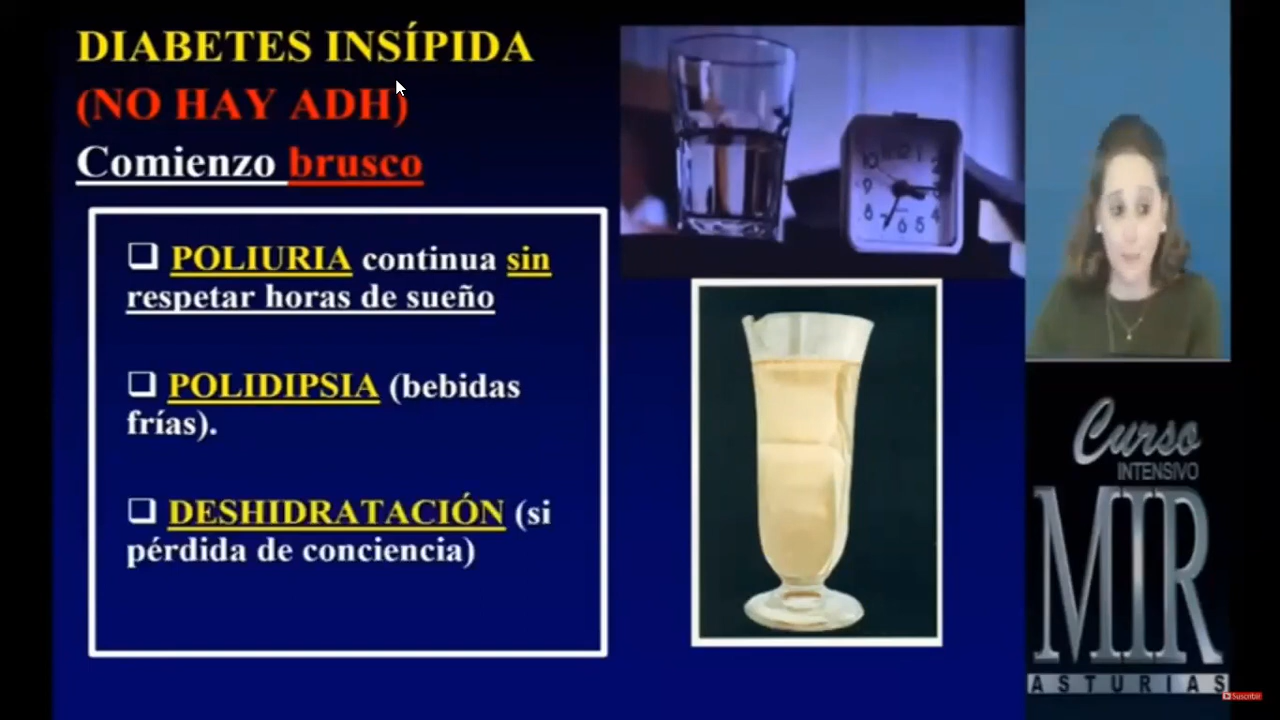 DIABETES INSÍPIDA
(NO HAY ADH)
Comienzo brusco
❑ POLIURIA continua sin
respetar horas de sueño
❑ POLIDIPSIA (bebidas
frías).
❑ DESHIDRATACIÓN (si
pérdida de conciencia)
Curso
INTENSIVO
MIR
ASTURIAS
Suscribir